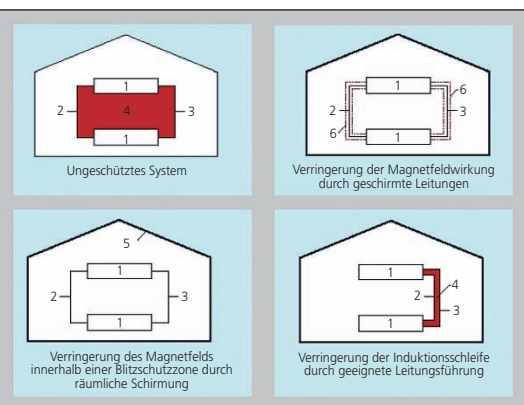 1
2
4
3
1
Ungeschütztes System
1
6
2
3
6
1
Verringerung der Magnetfeldwirkung
durch geschirmte Leitungen
5
1
2
3
1
Verringerung des Magnetfelds
innerhalb einer Blitzschutzzone durch
räumliche Schirmung
1
4
2
3
1
Verringerung der Induktionsschleife
durch geeignete Leitungsführung